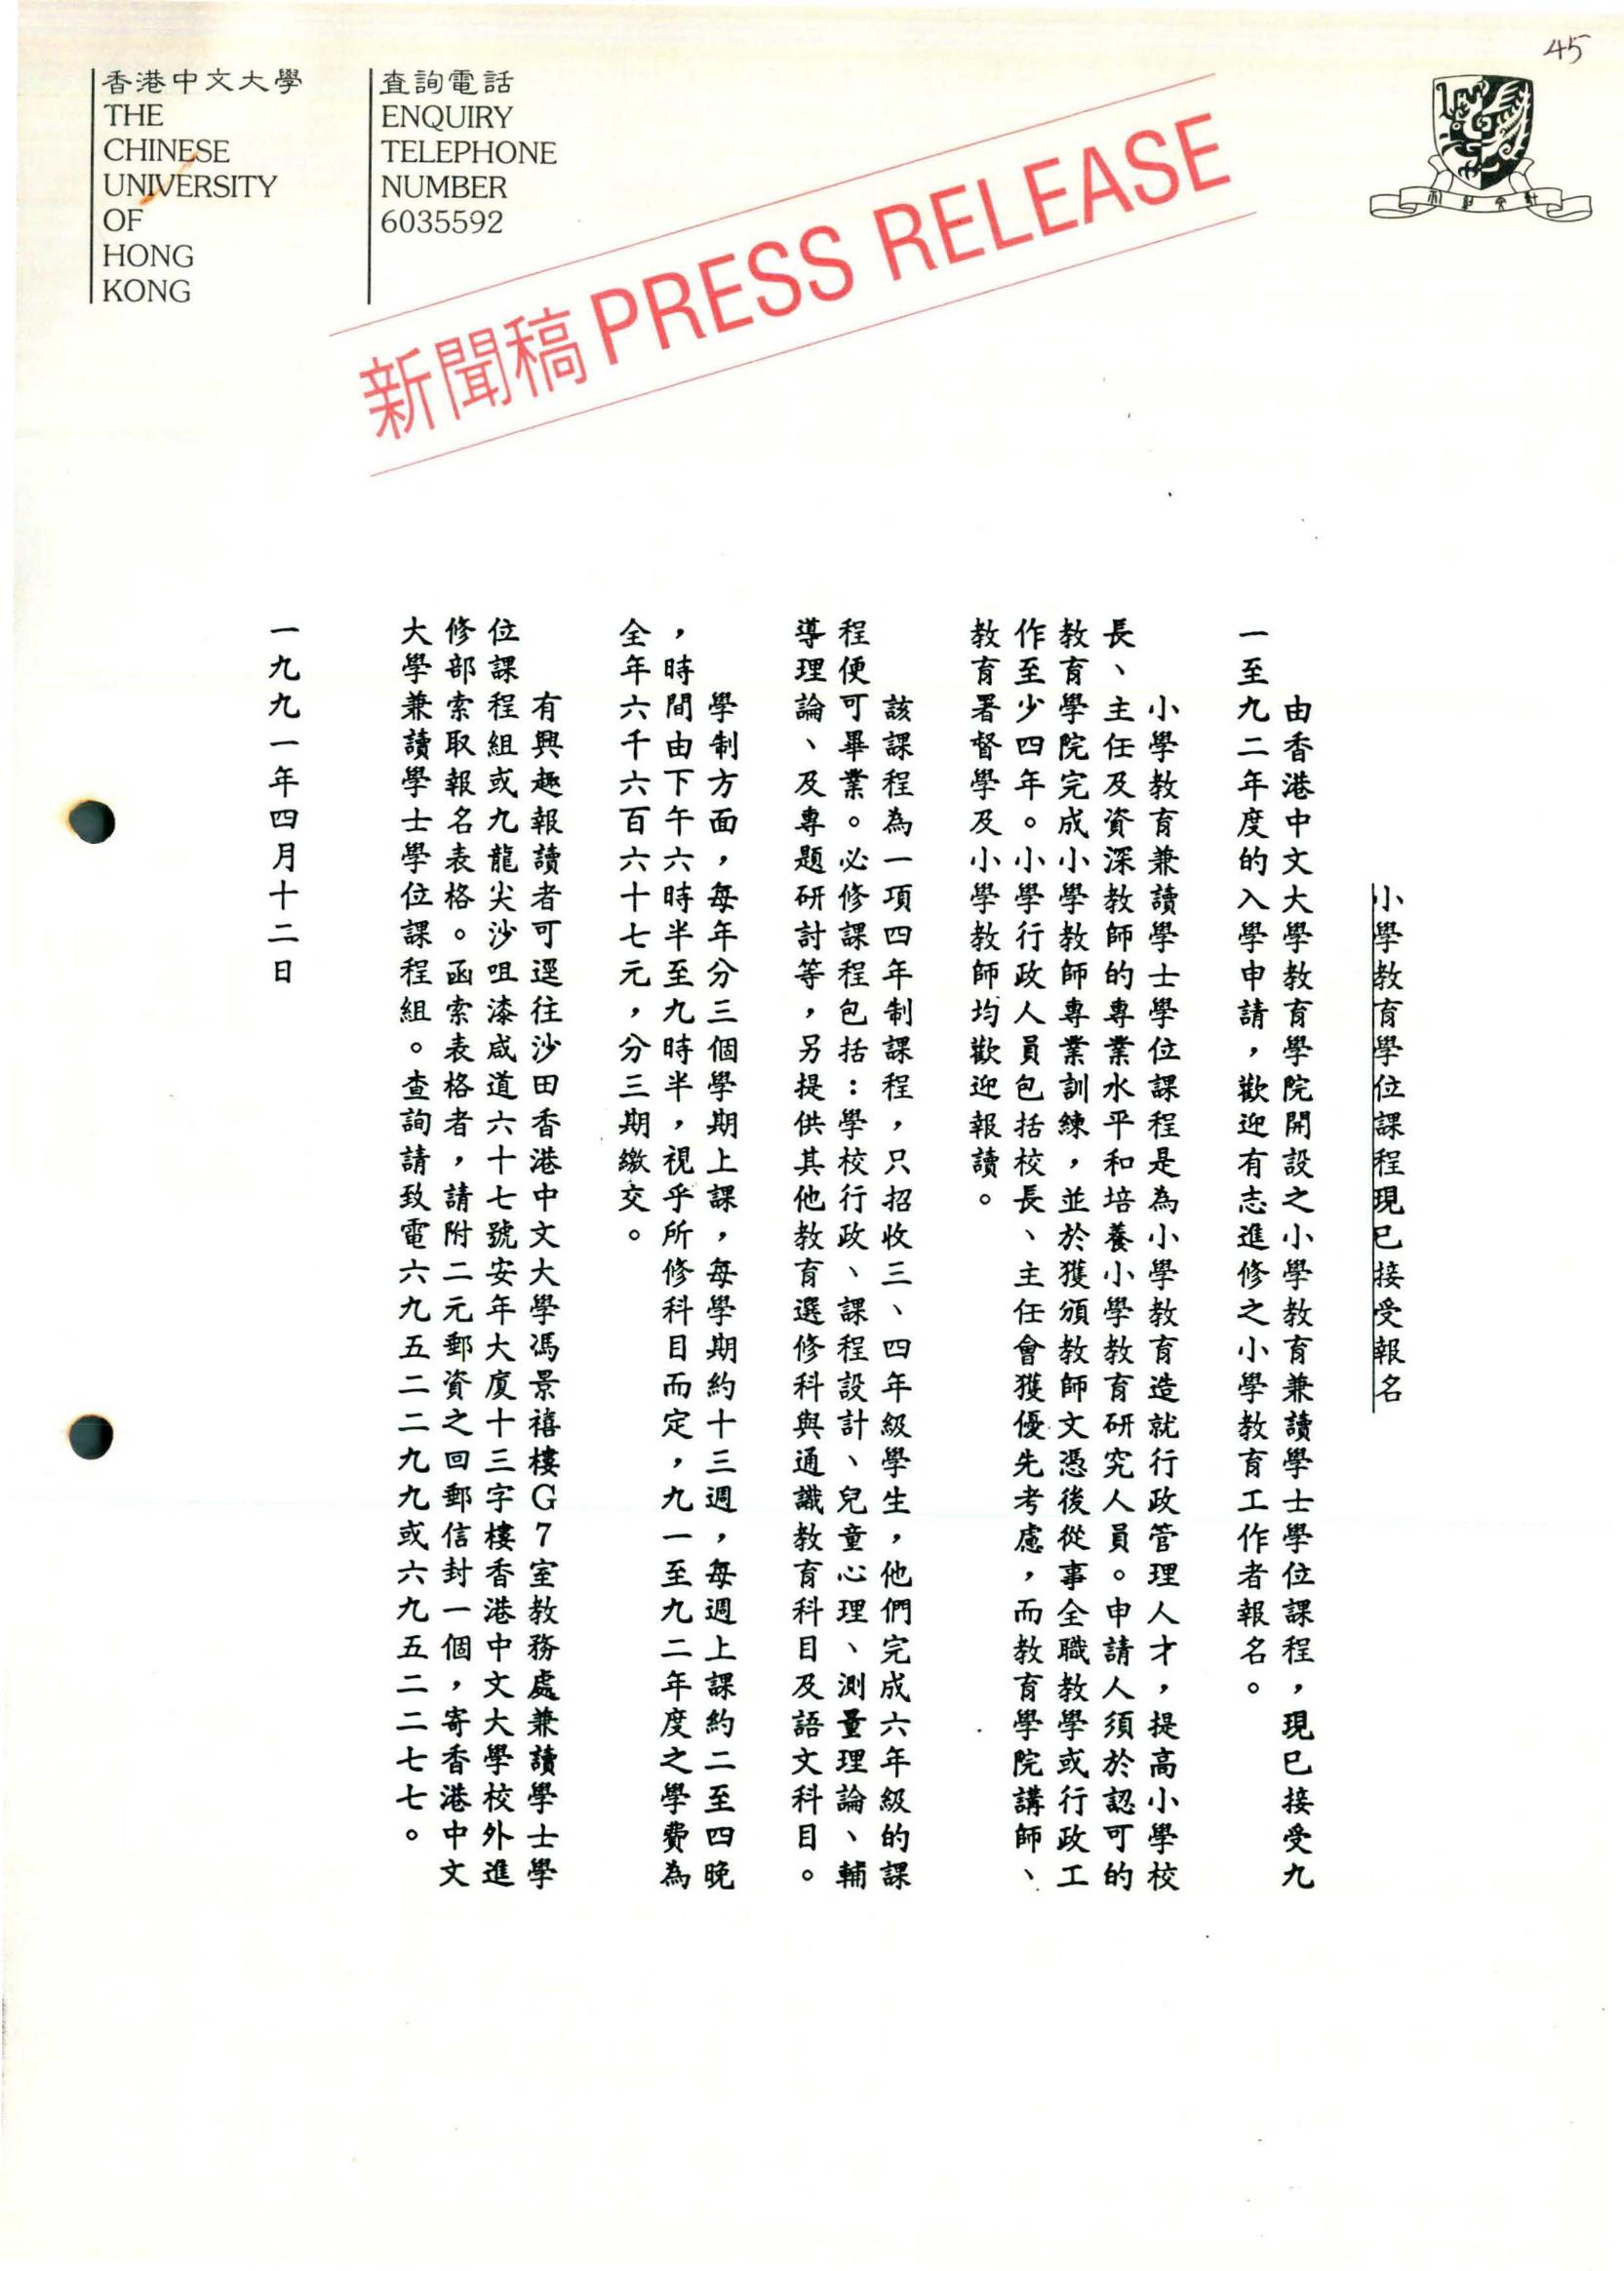 45
香港中文大學
THE
CHINESE
UNIVERSITY
OF
HONG
KONG
查詢電話
ENQUIRY
TELEPHONE
NUMBER
6035592
新聞稿 PRESS RELEASE
小學教育學位課程現已接受報名
由香港中文大學教育學院開設之小學教育兼讀學士學位課程，現已接受九
一至九二年度的入學申請，歡迎有志進修之小學教育工作者報名。
小學教育兼讀學士學位課程是為小學教育造就行政管理人才，提高小學校
長、主任及資深教師的專業水平和培養小學教育研究人員。申請人須於認可的
教育學院完成小學教師專業訓練，並於獲頒教師文憑後從事全職教學或行政工
作至少四年。小學行政人員包括校長、主任會獲優先考慮，而教育學院講師、
教育署督學及小學教師均歡迎報讀。
該課程為一項四年制課程，只招收三、四年級學生，他們完成六年級的課
程便可畢業。必修課程包括：學校行政、課程設計、兒童心理、測量理論、輔
導理論、及專題研討等，另提供其他教育選修科與通識教育科目及語文科目。
學制方面，每年分三個學期上課，每學期約十三週，每週上課約二至四晚
，時間由下午六時半至九時半，視乎所修科目而定，九一至九二年度之學費為
全年六千六百六十七元，分三期繳交。
有興趣報讀者可逕往沙田香港中文大學馮景禧樓G7室教務處兼讀學士學
位課程組或九龍尖沙咀漆咸道六十七號安年大廈十三字樓香港中文大學校外進
修部索取報名表格。函索表格者，請附二元郵資之回郵信封一個，寄香港中文
大學兼讀學士學位課程組。查詢請致電六九五二二九九或六九五二二七七。
一九九一年四月十二日